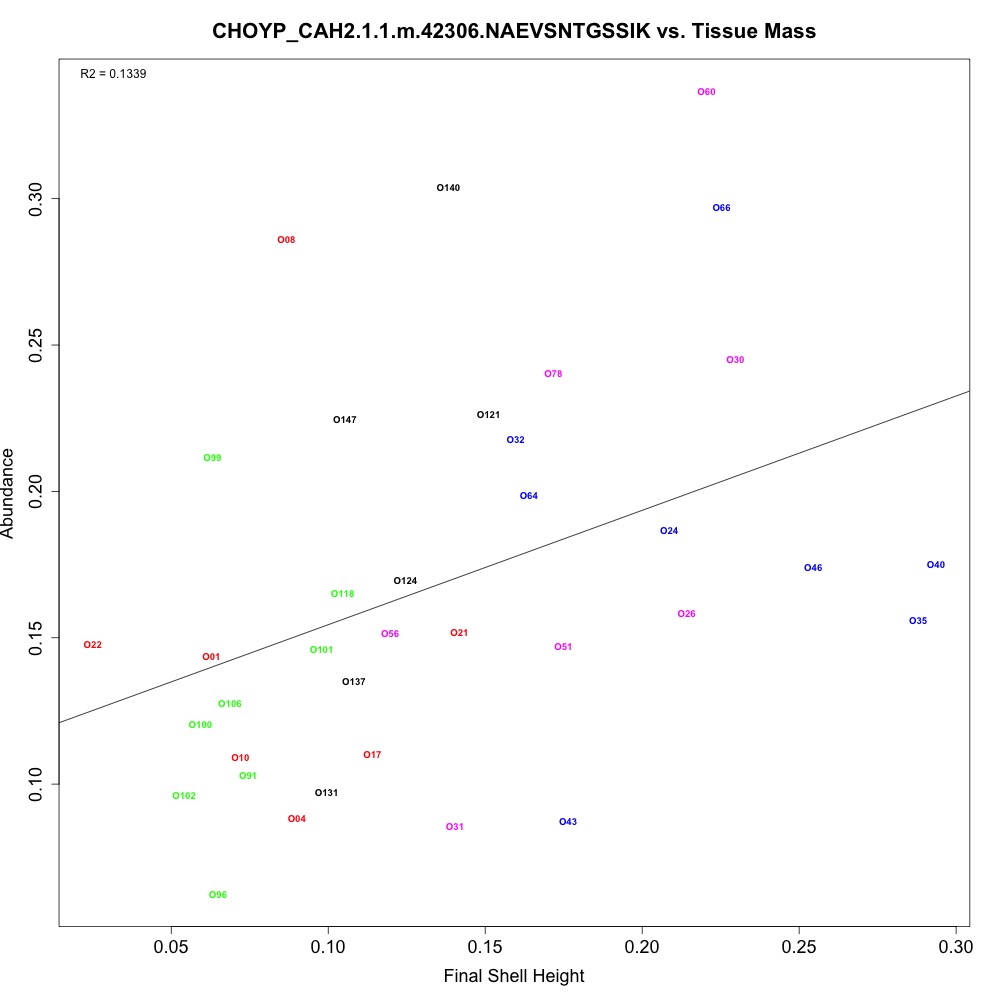 CHOYP_CAH2.1.1.m.42306.NAEVSNTGSSIK vs. Tissue Mass
R2 = 0.1339
O60
O140
O66
O08
O30
O78
O121
O147
O32
O99
O64
O24
O124
O46
O40
O118
O26
O35
O56
O21
O22
O101
O51
O01
O137
O106
O100
O10
O17
O91
O131
O102
O04
O43
O31
O96
Abundance
0.30
0.25
0.20
0.15
0.10
0.05 0.10 0.15 0.20 0.25 0.30
Final Shell Height